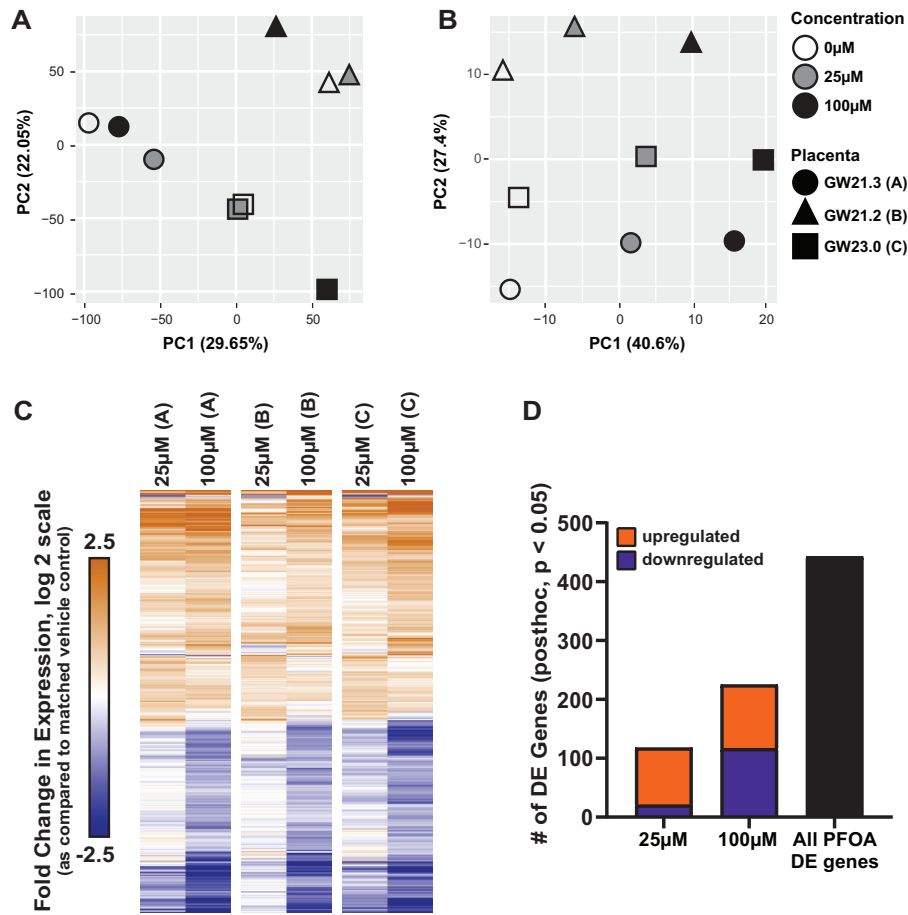 A
50
0
−50
−100
−100
−50
0
50
PC2 (22.05%)
PC1 (29.65%)
B
10
0
−10
−10
0
10
20
PC2 (27.4%)
PC1 (40.6%)
Concentration
0µM
25µM
100µM
Placenta
GW21.3 (A)
GW21.2 (B)
GW23.0 (C)
C
25µM (A)
100µM (A)
25µM (B)
100µM (B)
25µM (C)
100µM (C)
Fold Change in Expression, log 2 scale
(as compared to matched vehicle control)
2.5
-2.5
D
# of DE Genes (posthoc, p < 0.05)
500
400
300
200
100
0
upregulated
downregulated
25µM
100µM
All PFOA
DE genes